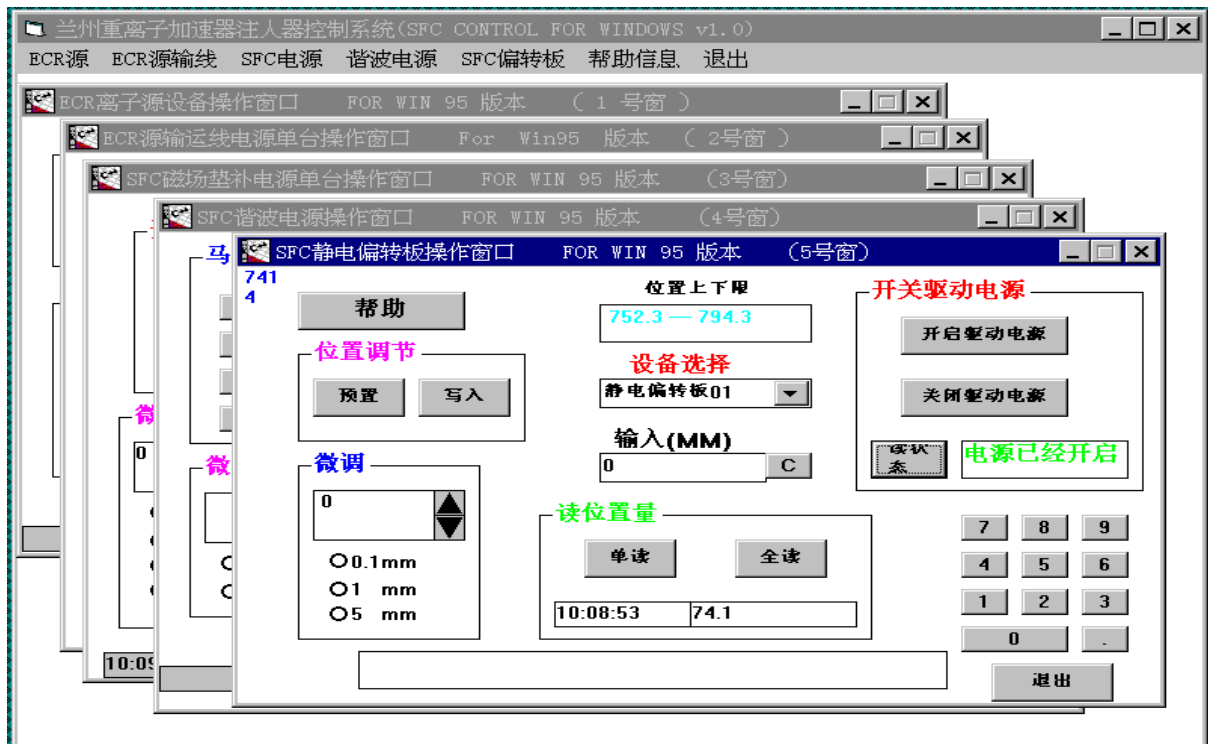 兰州重离子加速器注人器控制系统(SFC CONTROL FOR WINDOWS v1.0)
ECR源 ECR源输线 SFC电源 谐波电源 SFC偏转板 帮助信息 退出
ECR离子源设备操作窗口 FOR WIN 95 版本 ( 1 号窗 )
ECR源输运线电源单台操作窗口 For Win95 版本 ( 2号窗 )
SFC磁场垫补电源单台操作窗口 FOR WIN 95 版本 (3号窗)
SFC谐波电源操作窗口 FOR WIN 95 版本 (4号窗)
SFC静电偏转板操作窗口 FOR WIN 95 版本 (5号窗)
马
741
4
帮助
位置上下限
752.3 — 794.3
开关驱动电源
开启驱动电源
关闭驱动电源
读状态
电源已经开启
位置调节
预置 写入
设备选择
静电偏转板01
输入(MM)
0 C
微
0
微
微调
0
0.1mm
1 mm
5 mm
读位置量
单读 全读
10:08:53 74.1
7 8 9
4 5 6
1 2 3
0 .
退出
10:09